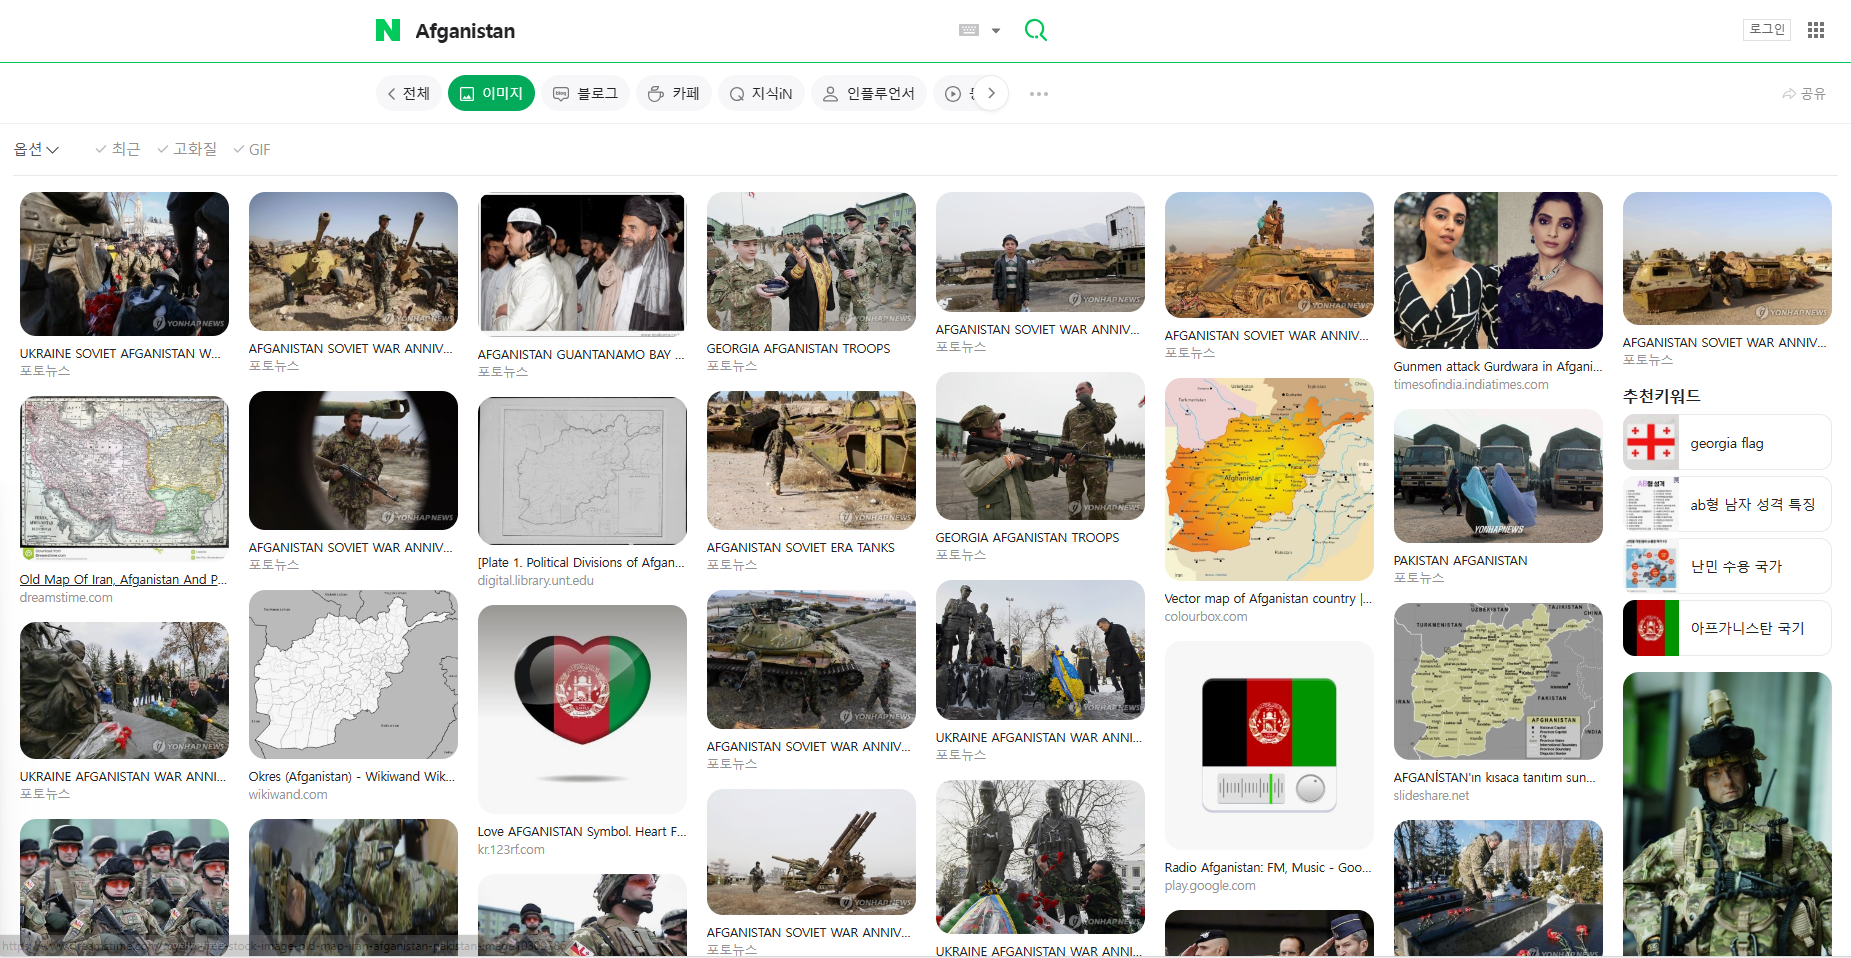 Afganistan
로그인
전체
이미지
블로그
카페
지식iN
인플루언서
공유
옵션
최근
고화질
GIF
UKRAINE SOVIET AFGANISTAN W...
포토뉴스
AFGANISTAN SOVIET WAR ANNIV...
포토뉴스
AFGANISTAN GUANTANAMO BAY ...
포토뉴스
GEORGIA AFGANISTAN TROOPS
포토뉴스
AFGANISTAN SOVIET WAR ANNIV...
포토뉴스
AFGANISTAN SOVIET WAR ANNIV...
포토뉴스
Gunmen attack Gurdwara in Afgani...
timesofindia.indiatimes.com
AFGANISTAN SOVIET WAR ANNIV...
포토뉴스
추천키워드
georgia flag
ab형 남자 성격 특징
난민 수용 국가
아프가니스탄 국기
Old Map Of Iran, Afganistan And P...
dreamstime.com
AFGANISTAN SOVIET WAR ANNIV...
포토뉴스
[Plate 1. Political Divisions of Afgan...
digital.library.unt.edu
AFGANISTAN SOVIET ERA TANKS
포토뉴스
GEORGIA AFGANISTAN TROOPS
포토뉴스
Vector map of Afganistan country |...
colourbox.com
PAKISTAN AFGANISTAN
포토뉴스
UKRAINE AFGANISTAN WAR ANNI...
포토뉴스
Okres (Afganistan) - Wikiwand Wik...
wikiwand.com
Love AFGANISTAN Symbol. Heart F...
kr.123rf.com
AFGANISTAN SOVIET WAR ANNIV...
포토뉴스
UKRAINE AFGANISTAN WAR ANNI...
포토뉴스
Radio Afganistan: FM, Music - Goo...
play.google.com
AFGANİSTAN'ın kısaca tanıtım sun...
slideshare.net
AFGANISTAN SOVIET WAR ANNIV...
포토뉴스
UKRAINE AFGANISTAN WAR ANNI...
YONHAPNEWS